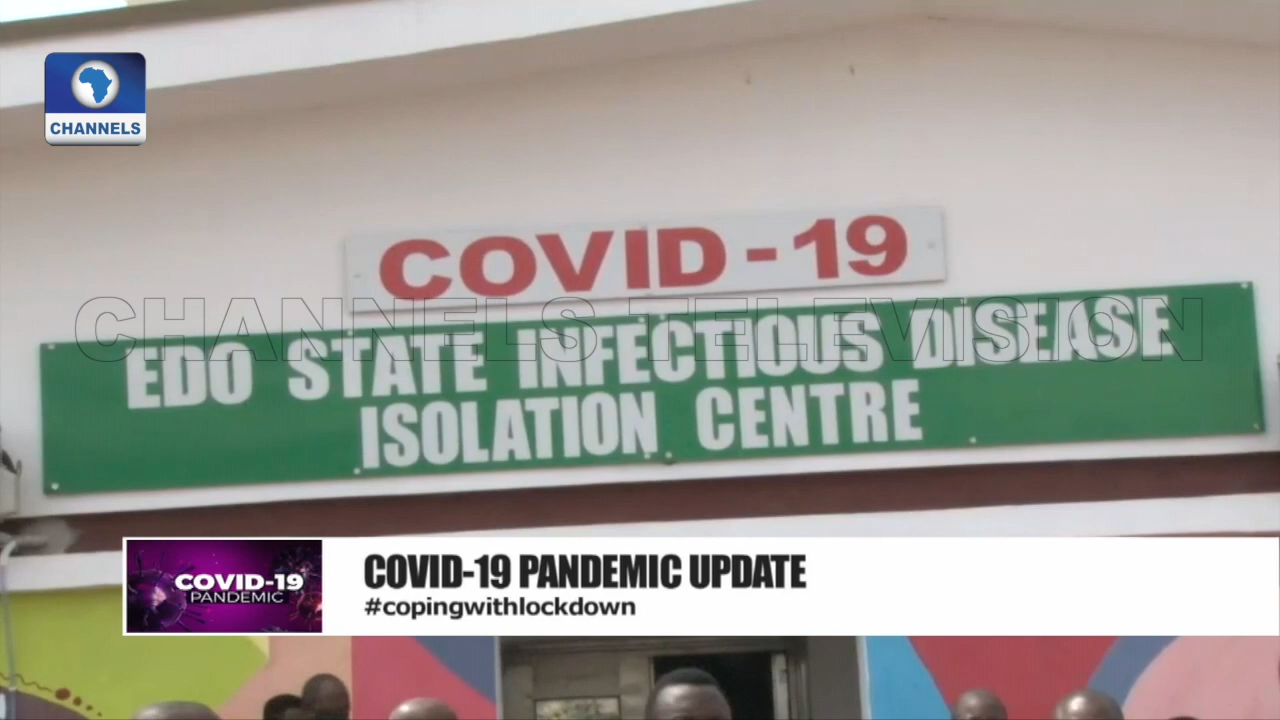 CHANNELS
COVID-19
CHANNELS TELEVISION
EDO STATE INFECTIOUS DISEASE
ISOLATION CENTRE
COVID-19
PANDEMIC
COVID-19 PANDEMIC UPDATE
#copingwithlockdown